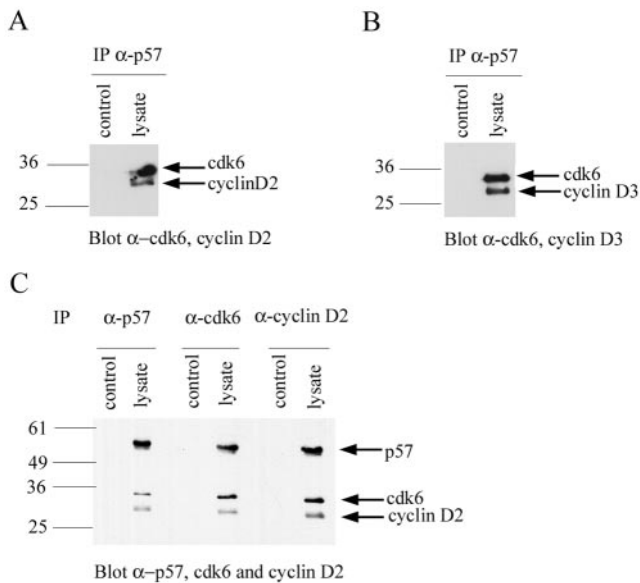 A
IP α-p57
control
lysate
36
25
cdk6
cyclinD2
Blot α–cdk6, cyclin D2
B
IP α-p57
control
lysate
36
25
cdk6
cyclin D3
Blot α-cdk6, cyclin D3
C
IP α-p57 α-cdk6 α-cyclin D2
control lysate control lysate control lysate
61
49
36
25
p57
cdk6
cyclin D2
Blot α–p57, cdk6 and cyclin D2